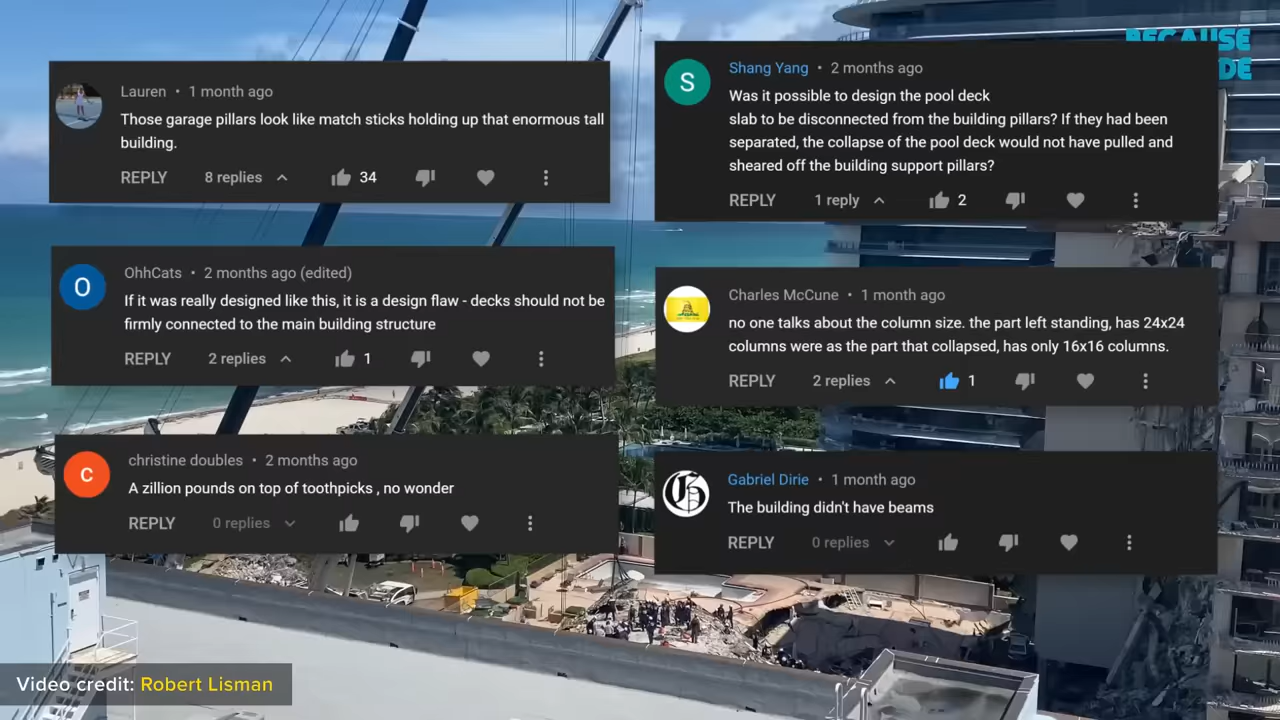 Lauren • 1 month ago
Those garage pillars look like match sticks holding up that enormous tall
building.
REPLY 8 replies 34
OhhCats • 2 months ago (edited)
If it was really designed like this, it is a design flaw - decks should not be
firmly connected to the main building structure
REPLY 2 replies 1
christine doubles • 2 months ago
A zillion pounds on top of toothpicks , no wonder
REPLY 0 replies
BECAUSE
S
Shang Yang • 2 months ago
Was it possible to design the pool deck
slab to be disconnected from the building pillars? If they had been
separated, the collapse of the pool deck would not have pulled and
sheared off the building support pillars?
REPLY 1 reply 2
Charles McCune • 1 month ago
no one talks about the column size. the part left standing, has 24x24
columns were as the part that collapsed, has only 16x16 columns.
REPLY 2 replies 1
Gabriel Dirie • 1 month ago
The building didn't have beams
REPLY 0 replies
O
C
Video credit: Robert Lisman